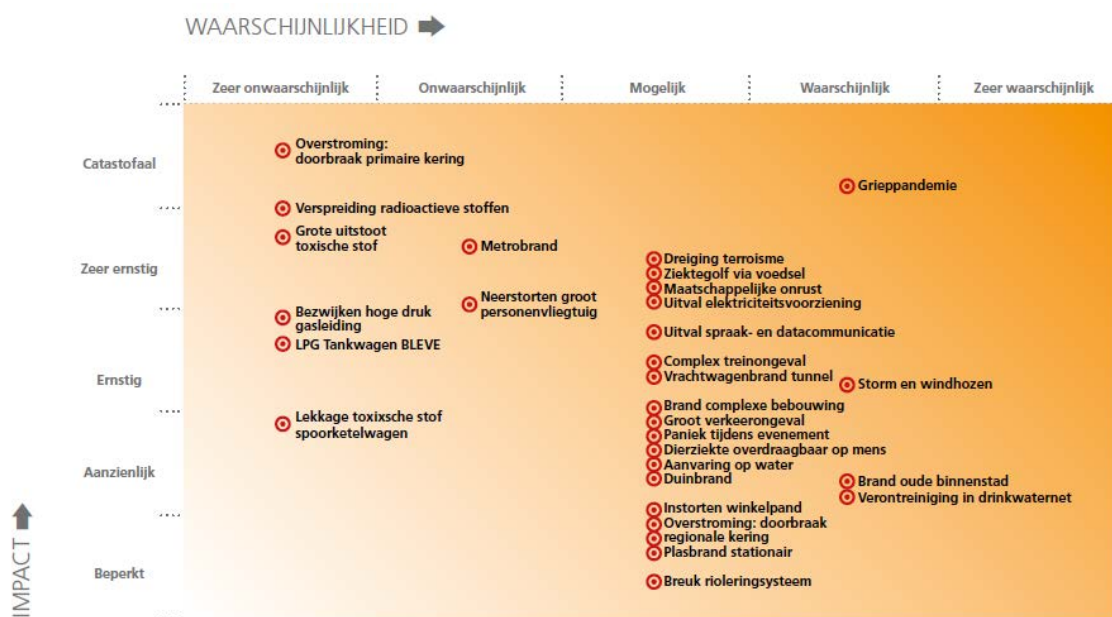 WAARSCHIJNLIJKHEID
Zeer onwaarschijnlijk
Onwaarschijnlijk
Mogelijk
Waarschijnlijk
Zeer waarschijnlijk
IMPACT
Catastofaal
Zeer ernstig
Ernstig
Aanzienlijk
Beperkt
Overstroming:
doorbraak primaire kering
Verspreiding radioactieve stoffen
Grote uitstoot
toxische stof
Bezwijken hoge druk
gasleiding
LPG Tankwagen BLEVE
Lekkage toxixsche stof
spoorketelwagen
Metrobrand
Neerstorten groot
personenvliegtuig
Dreiging terroisme
Ziektegolf via voedsel
Maatschappelijke onrust
Uitval elektriciteitsvoorziening
Uitval spraak- en datacommunicatie
Complex treinongeval
Vrachtwagenbrand tunnel
Brand complexe bebouwing
Groot verkeerongeval
Paniek tijdens evenement
Dierziekte overdraagbaar op mens
Aanvaring op water
Duinbrand
Instorten winkelpand
Overstroming: doorbraak
regionale kering
Plasbrand stationair
Breuk rioleringsysteem
Grieppandemie
Storm en windhozen
Brand oude binnenstad
Verontreiniging in drinkwaternet